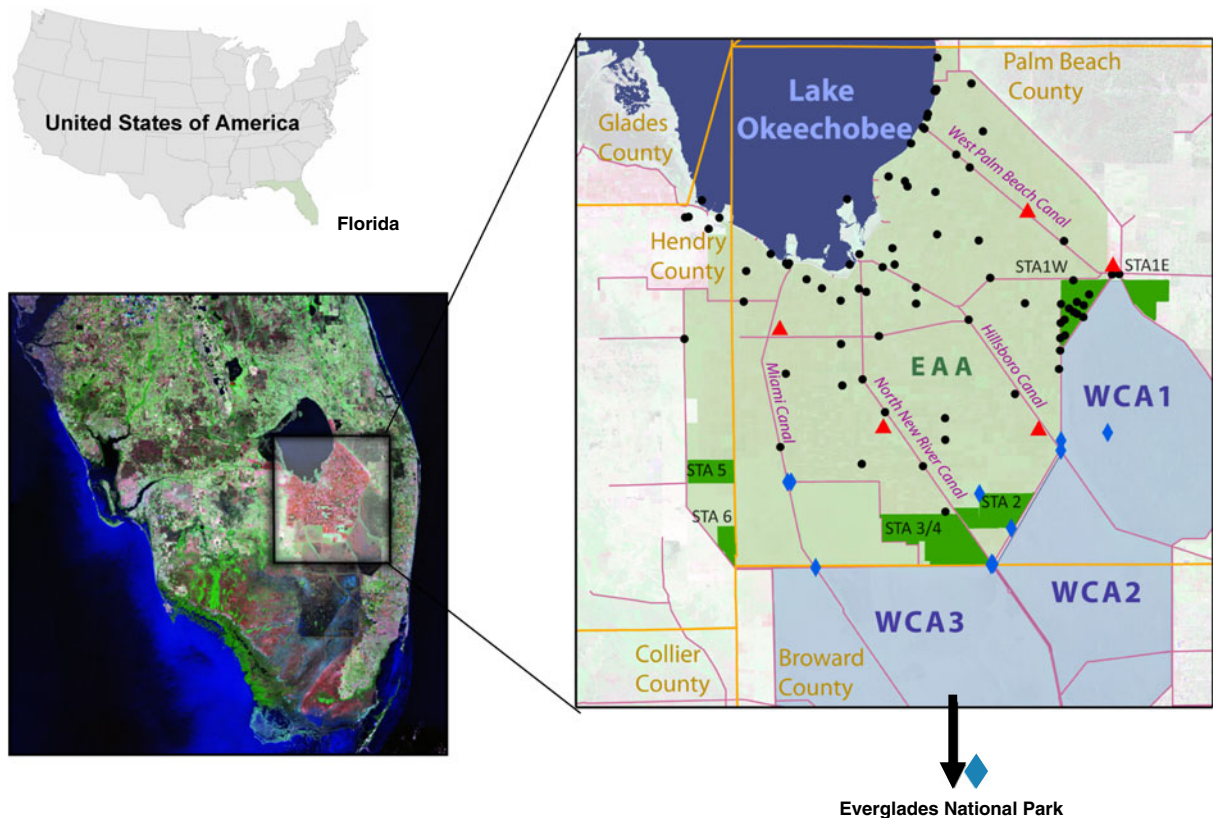 United States of America
Florida
Lake
Okeechobee
Palm Beach
County
Glades
County
West Palm Beach Canal
Hendry
County
STA1W
STA1E
EAA
Hillsboro Canal
Miami Canal
North New River Canal
WCA1
STA 5
STA 6
STA 2
STA 3/4
WCA2
WCA3
Collier
County
Broward
County
Everglades National Park